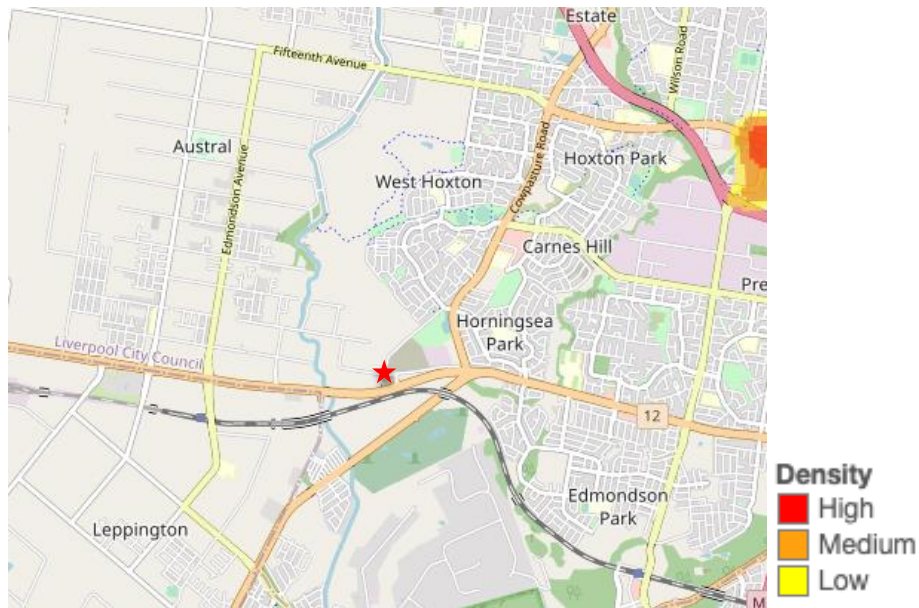 Estate
Fifteenth Avenue
Wilson Road
Austral
Edmondson Avenue
West Hoxton
Cowpasture Road
Hoxton Park
Carnes Hill
Pre
Horningsea
Park
Liverpool City Council
12
Edmondson
Park
Leppington
M
Density
High
Medium
Low